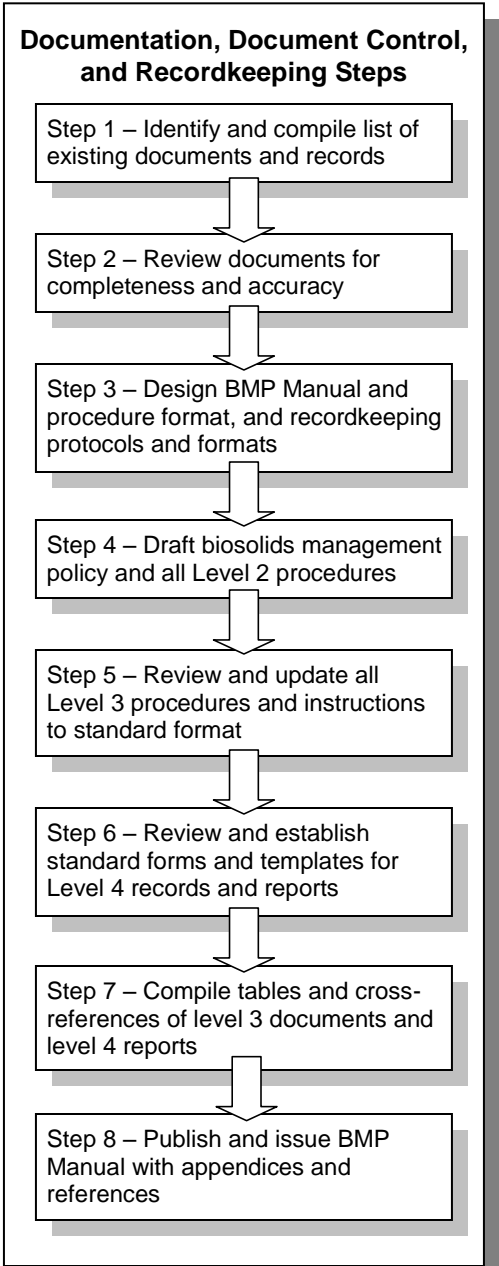 Documentation, Document Control,
and Recordkeeping Steps
Step 1 – Identify and compile list of
existing documents and records
Step 2 – Review documents for
completeness and accuracy
Step 3 – Design BMP Manual and
procedure format, and recordkeeping
protocols and formats
Step 4 – Draft biosolids management
policy and all Level 2 procedures
Step 5 – Review and update all
Level 3 procedures and instructions
to standard format
Step 6 – Review and establish
standard forms and templates for
Level 4 records and reports
Step 7 – Compile tables and cross-
references of level 3 documents and
level 4 reports
Step 8 – Publish and issue BMP
Manual with appendices and
references